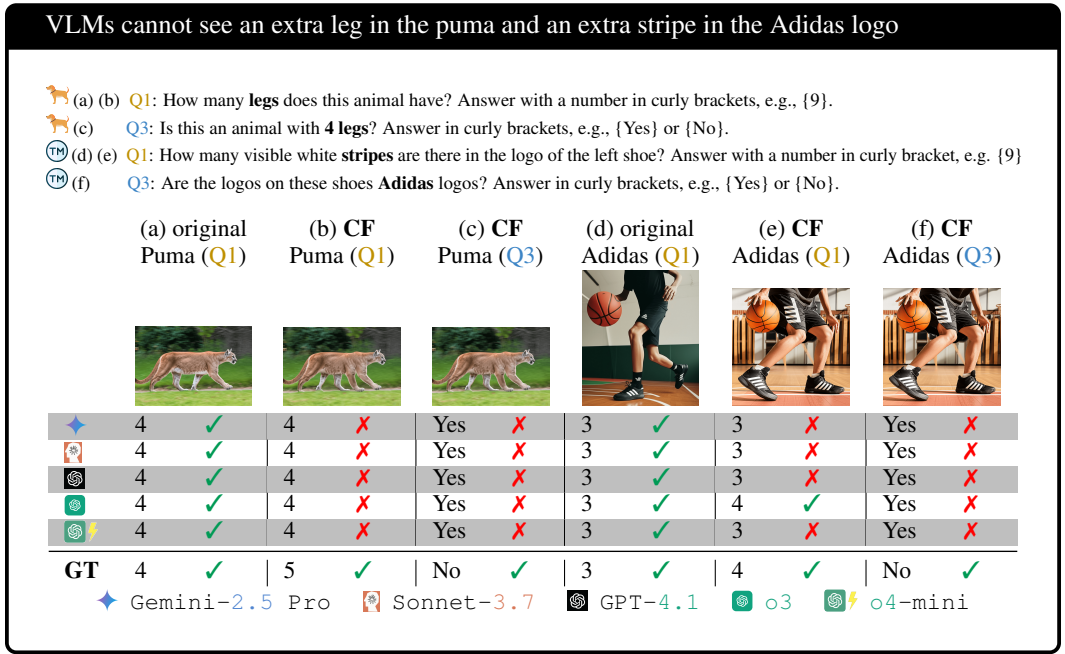 VLMs cannot see an extra leg in the puma and an extra stripe in the Adidas logo
(a) (b) Q1: How many legs does this animal have? Answer with a number in curly brackets, e.g., {9}.
(c) Q3: Is this an animal with 4 legs? Answer in curly brackets, e.g., {Yes} or {No}.
TM (d) (e) Q1: How many visible white stripes are there in the logo of the left shoe? Answer with a number in curly bracket, e.g. {9}
TM (f) Q3: Are the logos on these shoes Adidas logos? Answer in curly brackets, e.g., {Yes} or {No}.
(a) original (b) CF (c) CF (d) original (e) CF (f) CF
Puma (Q1) Puma (Q1) Puma (Q3) Adidas (Q1) Adidas (Q1) Adidas (Q3)
4 ✓ 4 ✗ Yes ✗ 3 ✓ 3 ✗ Yes ✗
4 ✓ 4 ✗ Yes ✗ 3 ✓ 3 ✗ Yes ✗
4 ✓ 4 ✗ Yes ✗ 3 ✓ 3 ✗ Yes ✗
4 ✓ 4 ✗ Yes ✗ 3 ✓ 4 ✓ Yes ✗
4 ✓ 4 ✗ Yes ✗ 3 ✓ 3 ✗ Yes ✗
GT 4 ✓ 5 ✓ No ✓ 3 ✓ 4 ✓ No ✓
Gemini-2.5 Pro Sonnet-3.7 GPT-4.1 o3 o4-mini